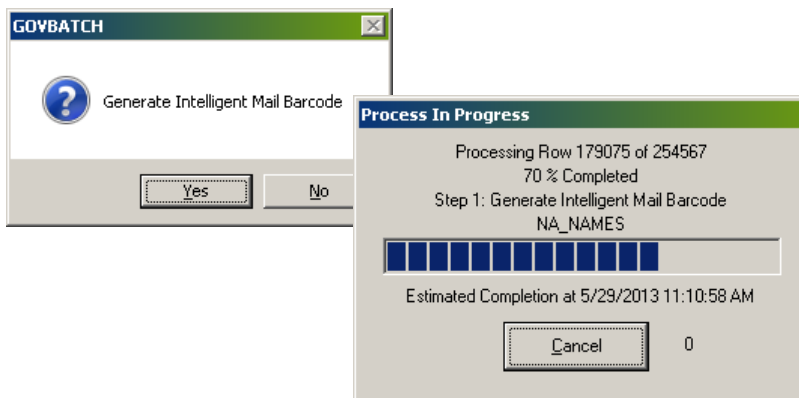 GOVBATCH
?
Generate Intelligent Mail Barcode
Yes
No
Process In Progress
Processing Row 179075 of 254567
70 % Completed
Step 1: Generate Intelligent Mail Barcode
NA_NAMES
Estimated Completion at 5/29/2013 11:10:58 AM
Cancel
0